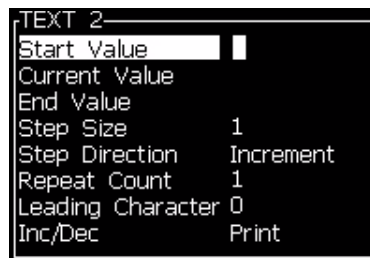 TEXT 2
Start Value
Current Value
End Value
Step Size 1
Step Direction Increment
Repeat Count 1
Leading Character 0
Inc/Dec Print